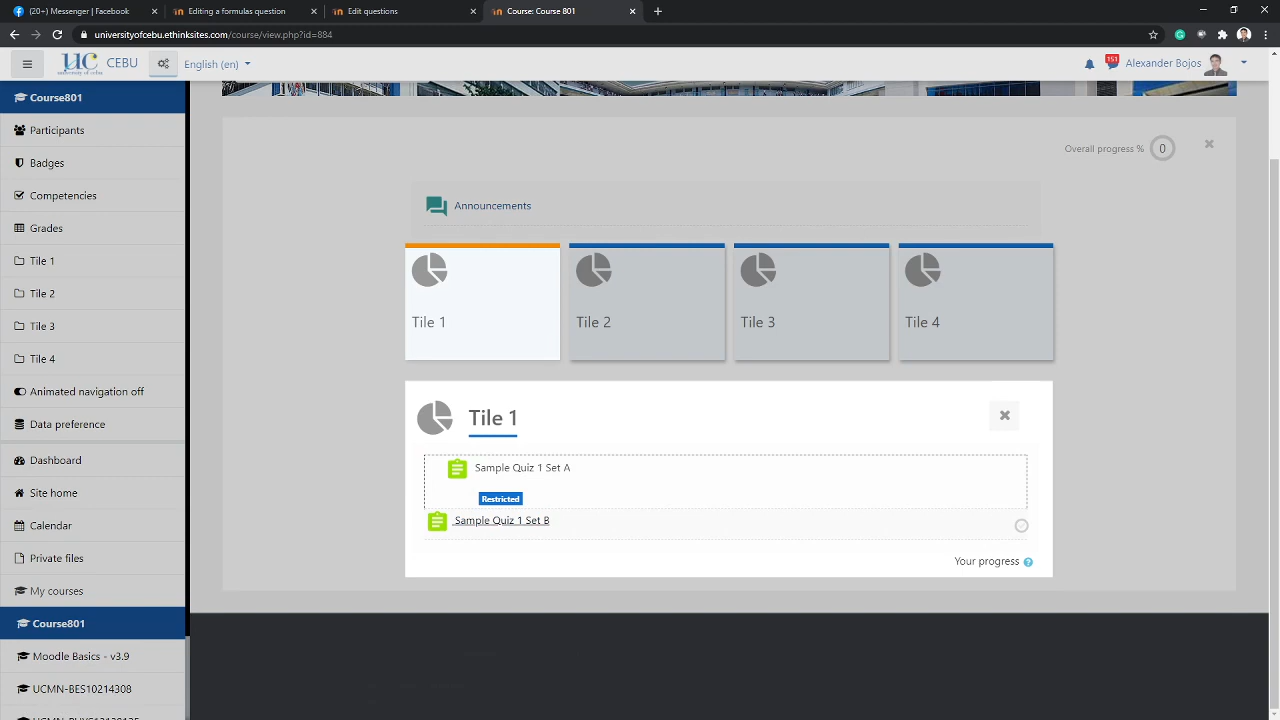 (20+) Messenger | Facebook
Editing a formulas question
Edit questions
Course: Course 801
universityofcebu.ethinksites.com/course/view.php?id=884
UC
university of cebu
CEBU
English (en)
151
Alexander Bojos
Course801
Participants
Badges
Competencies
Grades
Tile 1
Tile 2
Tile 3
Tile 4
Animated navigation off
Data preference
Dashboard
Site home
Calendar
Private files
My courses
Course801
Moodle Basics - v3.9
UCMN-BES10214308
Overall progress % 0
Announcements
Tile 1
Tile 2
Tile 3
Tile 4
Tile 1
Sample Quiz 1 Set A
Restricted
Sample Quiz 1 Set B
Your progress ?